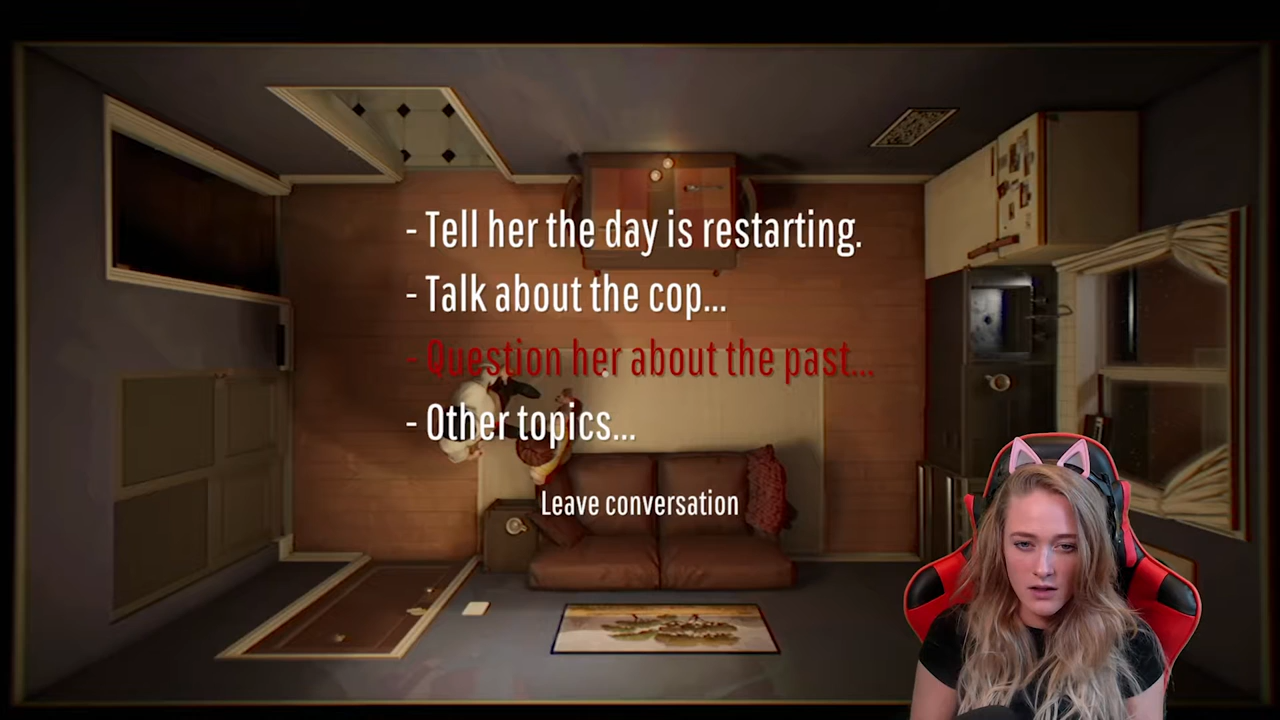 - Tell her the day is restarting.
- Talk about the cop...
- Question her about the past...
- Other topics...
Leave conversation